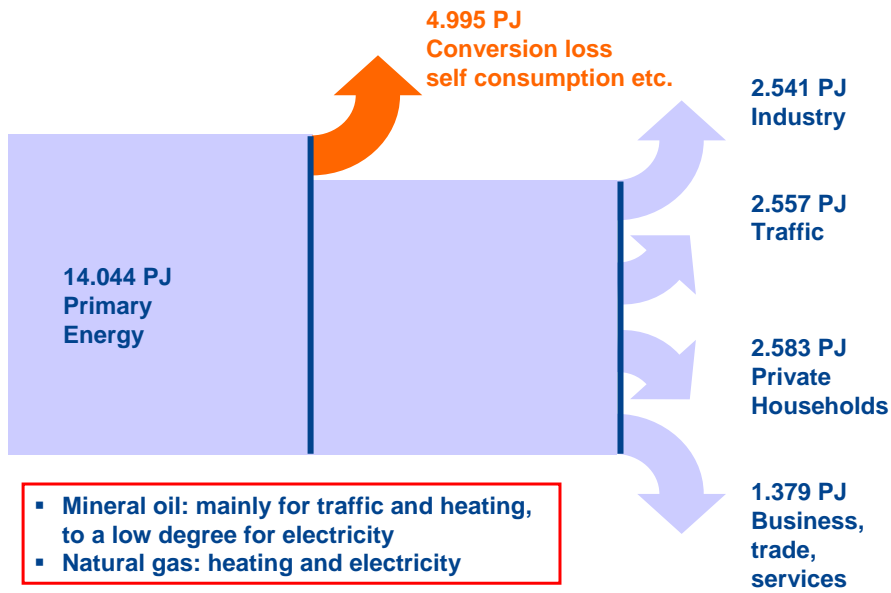 4.995 PJ
Conversion loss
self consumption etc.
2.541 PJ
Industry
2.557 PJ
Traffic
14.044 PJ
Primary
Energy
2.583 PJ
Private
Households
1.379 PJ
Business,
trade,
services
▪ Mineral oil: mainly for traffic and heating,
to a low degree for electricity
▪ Natural gas: heating and electricity